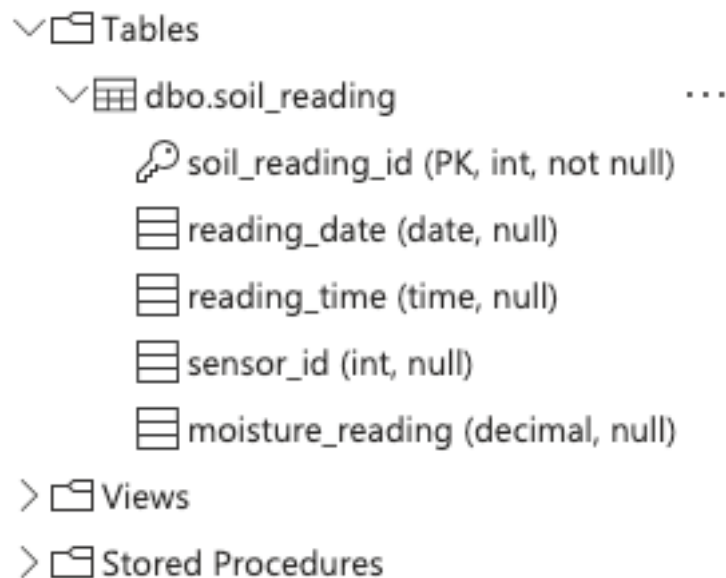 Tables
dbo.soil_reading ...
soil_reading_id (PK, int, not null)
reading_date (date, null)
reading_time (time, null)
sensor_id (int, null)
moisture_reading (decimal, null)
Views
Stored Procedures